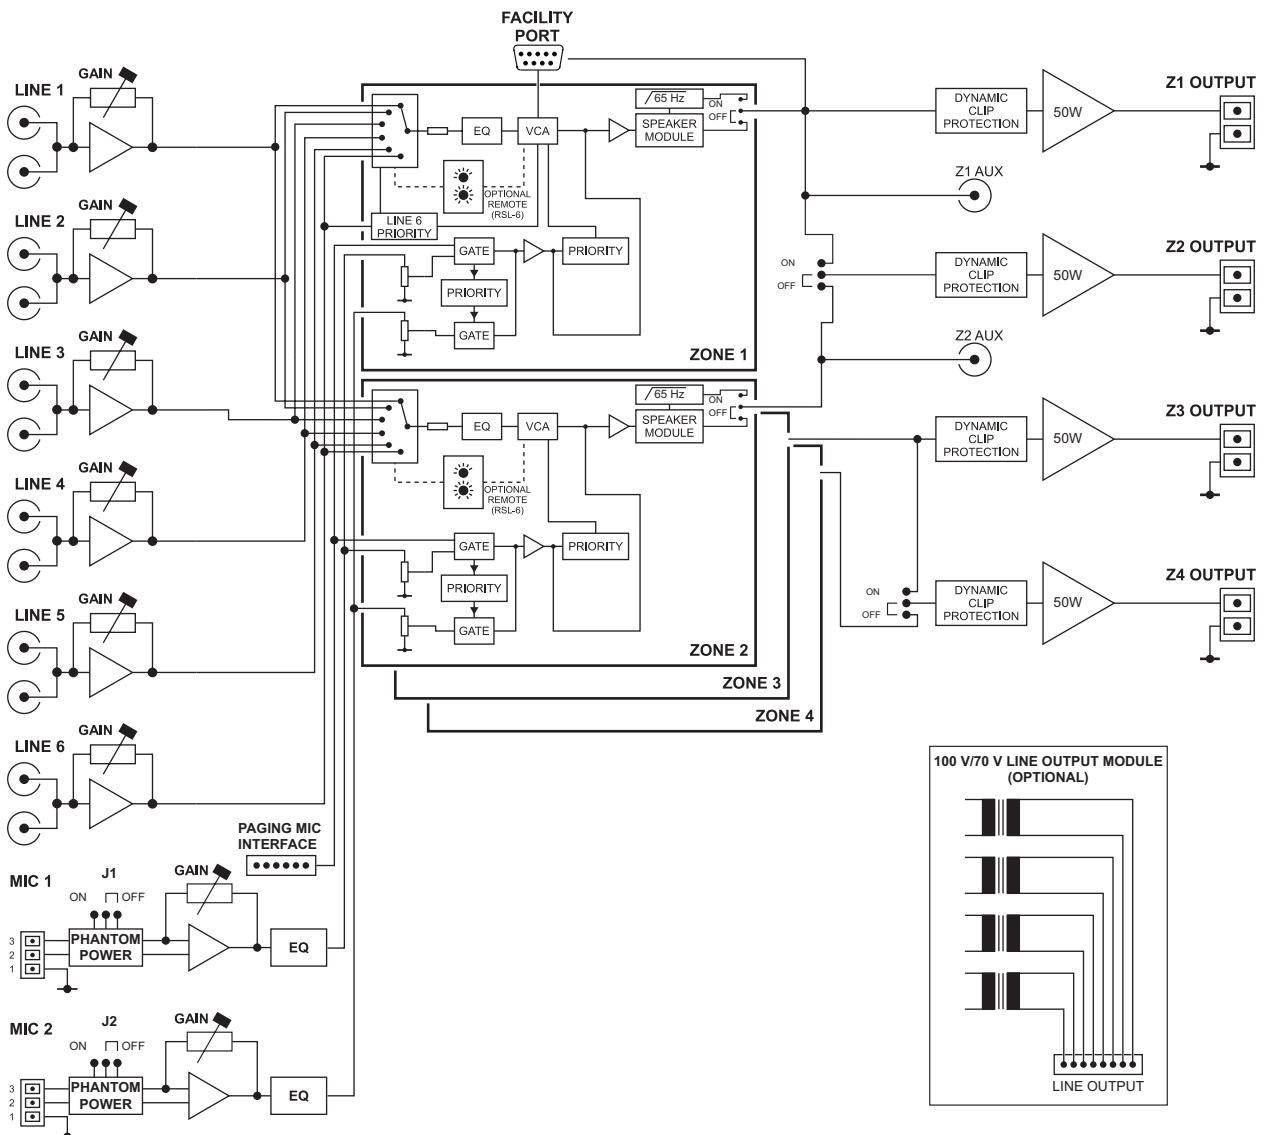 FACILITY
PORT
LINE 1
GAIN
LINE 2
GAIN
LINE 3
GAIN
LINE 4
GAIN
LINE 5
GAIN
LINE 6
GAIN
EQ
VCA
65 Hz
SPEAKER
MODULE
ON
OFF
OPTIONAL
REMOTE
(RSL-6)
LINE 6
PRIORITY
GATE
PRIORITY
GATE
PRIORITY
ZONE 1
EQ
VCA
65 Hz
SPEAKER
MODULE
ON
OFF
OPTIONAL
REMOTE
(RSL-6)
GATE
PRIORITY
GATE
PRIORITY
ZONE 2
ZONE 3
ZONE 4
DYNAMIC
CLIP
PROTECTION
50W
Z1 OUTPUT
Z1 AUX
ON
OFF
DYNAMIC
CLIP
PROTECTION
50W
Z2 OUTPUT
Z2 AUX
DYNAMIC
CLIP
PROTECTION
50W
Z3 OUTPUT
ON
OFF
DYNAMIC
CLIP
PROTECTION
50W
Z4 OUTPUT
PAGING MIC
INTERFACE
MIC 1
J1
ON
OFF
3
2
1
PHANTOM
POWER
GAIN
EQ
MIC 2
J2
ON
OFF
3
2
1
PHANTOM
POWER
GAIN
EQ
100 V/70 V LINE OUTPUT MODULE
(OPTIONAL)
LINE OUTPUT